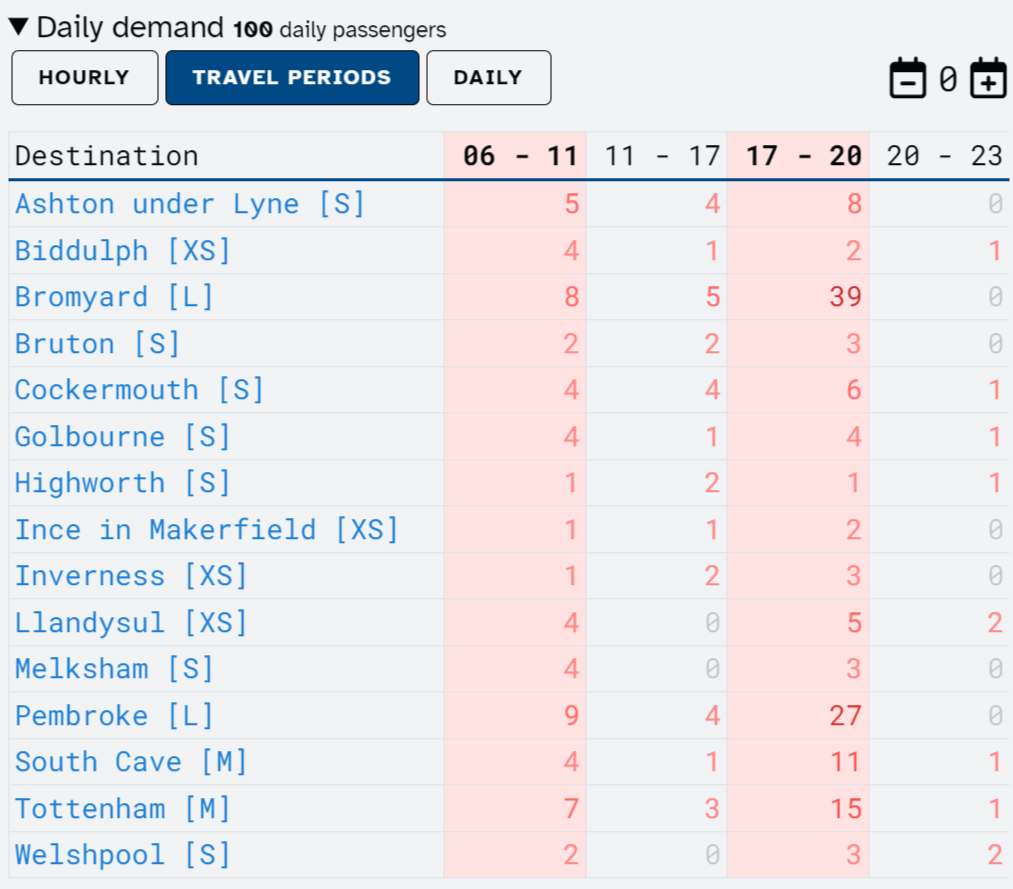 ▼ Daily demand 100 daily passengers
HOURLY TRAVEL PERIODS DAILY 0
Destination 06 - 11 11 - 17 17 - 20 20 - 23
Ashton under Lyne [S] 5 4 8 0
Biddulph [XS] 4 1 2 1
Bromyard [L] 8 5 39 0
Bruton [S] 2 2 3 0
Cockermouth [S] 4 4 6 1
Golbourne [S] 4 1 4 1
Highworth [S] 1 2 1 1
Ince in Makerfield [XS] 1 1 2 0
Inverness [XS] 1 2 3 0
Llandysul [XS] 4 0 5 2
Melksham [S] 4 0 3 0
Pembroke [L] 9 4 27 0
South Cave [M] 4 1 11 1
Tottenham [M] 7 3 15 1
Welshpool [S] 2 0 3 2